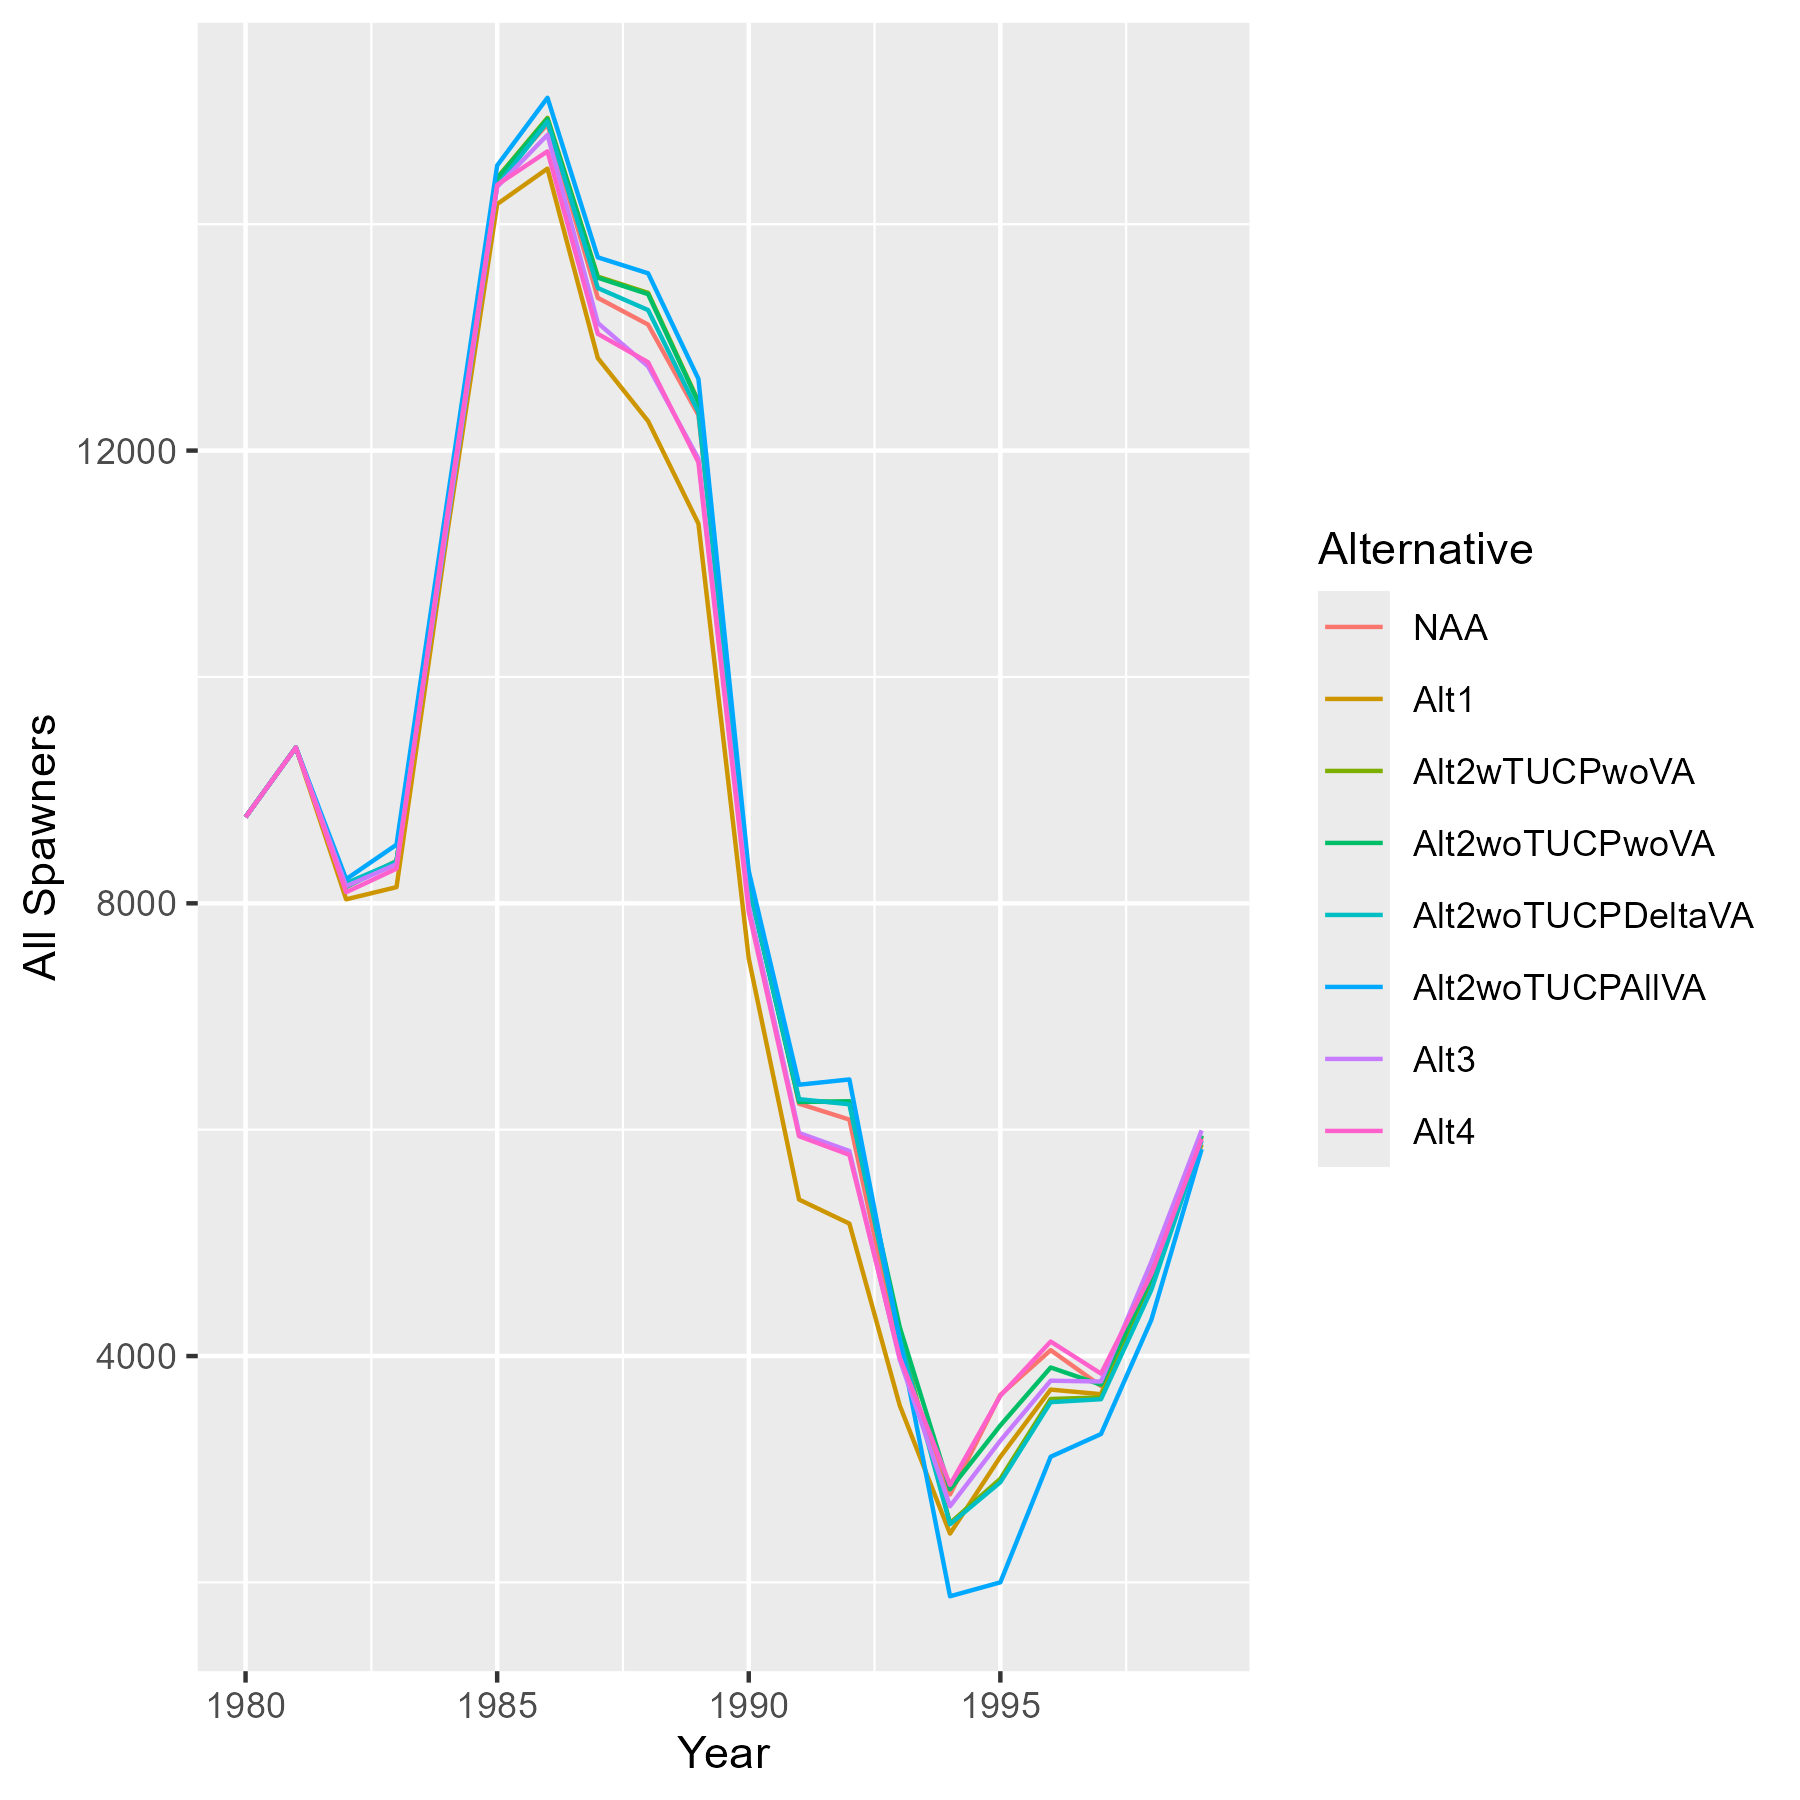 All Spawners
12000
8000
4000
1980
1985
1990
1995
Year
Alternative
NAA
Alt1
Alt2wTUCPwoVA
Alt2woTUCPwoVA
Alt2woTUCPDeltaVA
Alt2woTUCPAllVA
Alt3
Alt4